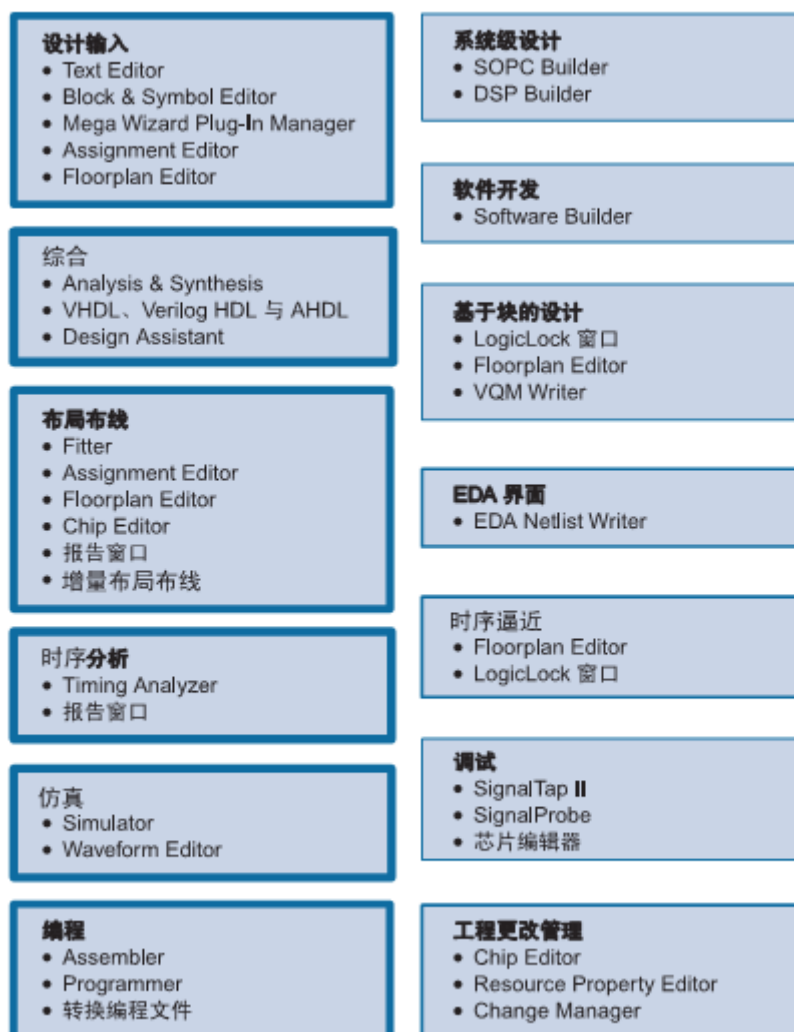 设计输入
• Text Editor
• Block & Symbol Editor
• Mega Wizard Plug-In Manager
• Assignment Editor
• Floorplan Editor
综合
• Analysis & Synthesis
• VHDL、Verilog HDL 与 AHDL
• Design Assistant
布局布线
• Fitter
• Assignment Editor
• Floorplan Editor
• Chip Editor
• 报告窗口
• 增量布局布线
时序分析
• Timing Analyzer
• 报告窗口
仿真
• Simulator
• Waveform Editor
编程
• Assembler
• Programmer
• 转换编程文件
系统级设计
• SOPC Builder
• DSP Builder
软件开发
• Software Builder
基于块的设计
• LogicLock 窗口
• Floorplan Editor
• VQM Writer
EDA 界面
• EDA Netlist Writer
时序逼近
• Floorplan Editor
• LogicLock 窗口
调试
• SignalTap II
• SignalProbe
• 芯片编辑器
工程更改管理
• Chip Editor
• Resource Property Editor
• Change Manager